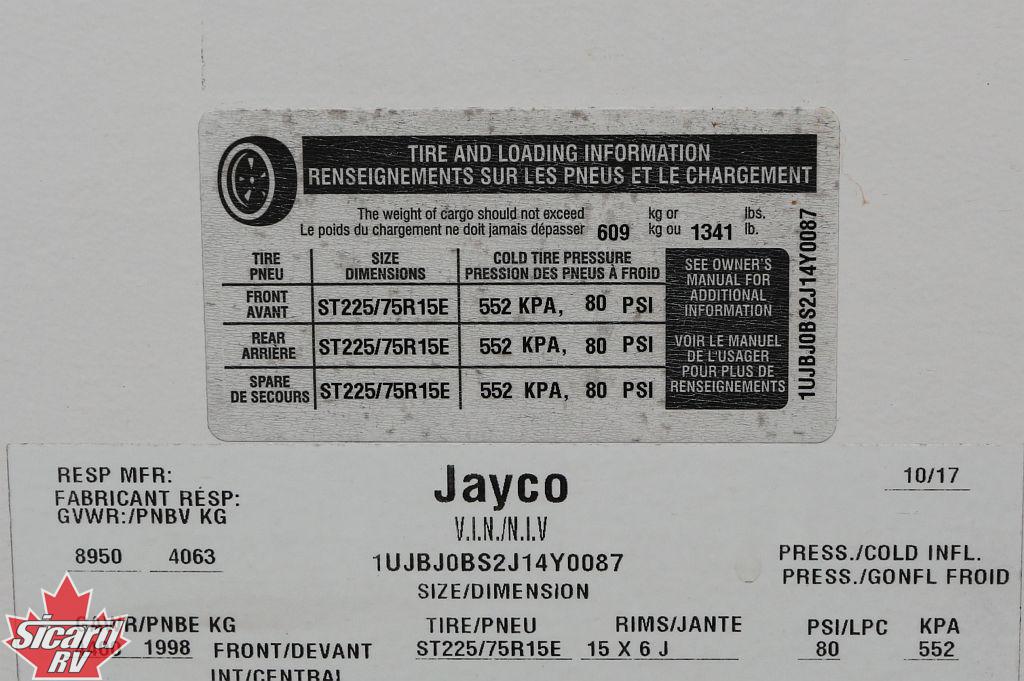 TIRE AND LOADING INFORMATION
RENSEIGNEMENTS SUR LES PNEUS ET LE CHARGEMENT
The weight of cargo should not exceed
Le poids du chargement ne doit jamais dépasser 609 kg or kg ou 1341 lbs. lb.
TIRE PNEU SIZE DIMENSIONS COLD TIRE PRESSURE PRESSION DES PNEUS À FROID
FRONT AVANT ST225/75R15E 552 KPA, 80 PSI
REAR ARRIÈRE ST225/75R15E 552 KPA, 80 PSI
SPARE DE SECOURS ST225/75R15E 552 KPA, 80 PSI
SEE OWNER'S
MANUAL FOR
ADDITIONAL
INFORMATION
VOIR LE MANUEL
DE L'USAGER
POUR PLUS DE
RENSEIGNEMENTS
1UJBJ0BS2J14Y0087
RESP MFR:
FABRICANT RÉSP:
GVWR:/PNBV KG
8950 4063
Jayco
V.I.N./N.I.V
1UJBJ0BS2J14Y0087
SIZE/DIMENSION
10/17
PRESS./COLD INFL.
PRESS./GONFL FROID
/PNBE KG TIRE/PNEU RIMS/JANTE PSI/LPC KPA
1998 FRONT/DEVANT ST225/75R15E 15 X 6 J 80 552
INT/CENTRAL
Sicard
RV